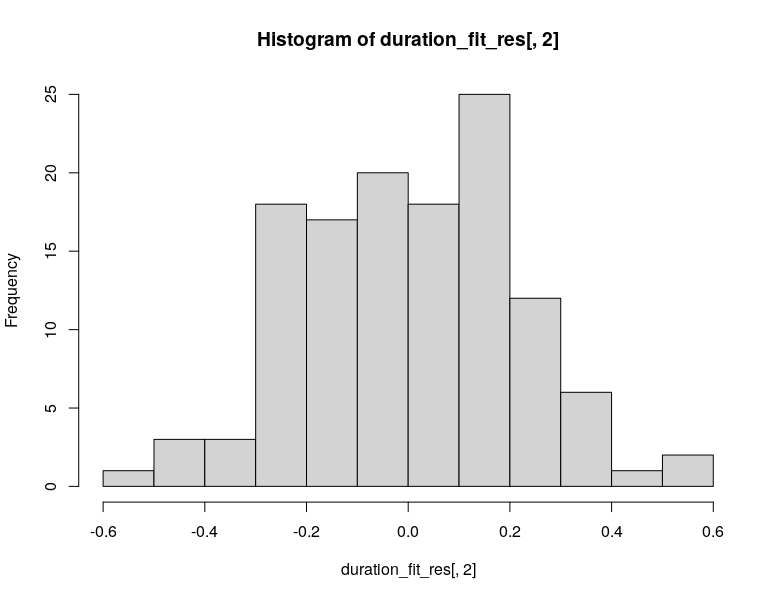 Histogram of duration_fit_res[, 2]
Frequency
25
20
15
10
5
0
-0.6 -0.4 -0.2 0.0 0.2 0.4 0.6
duration_fit_res[, 2]